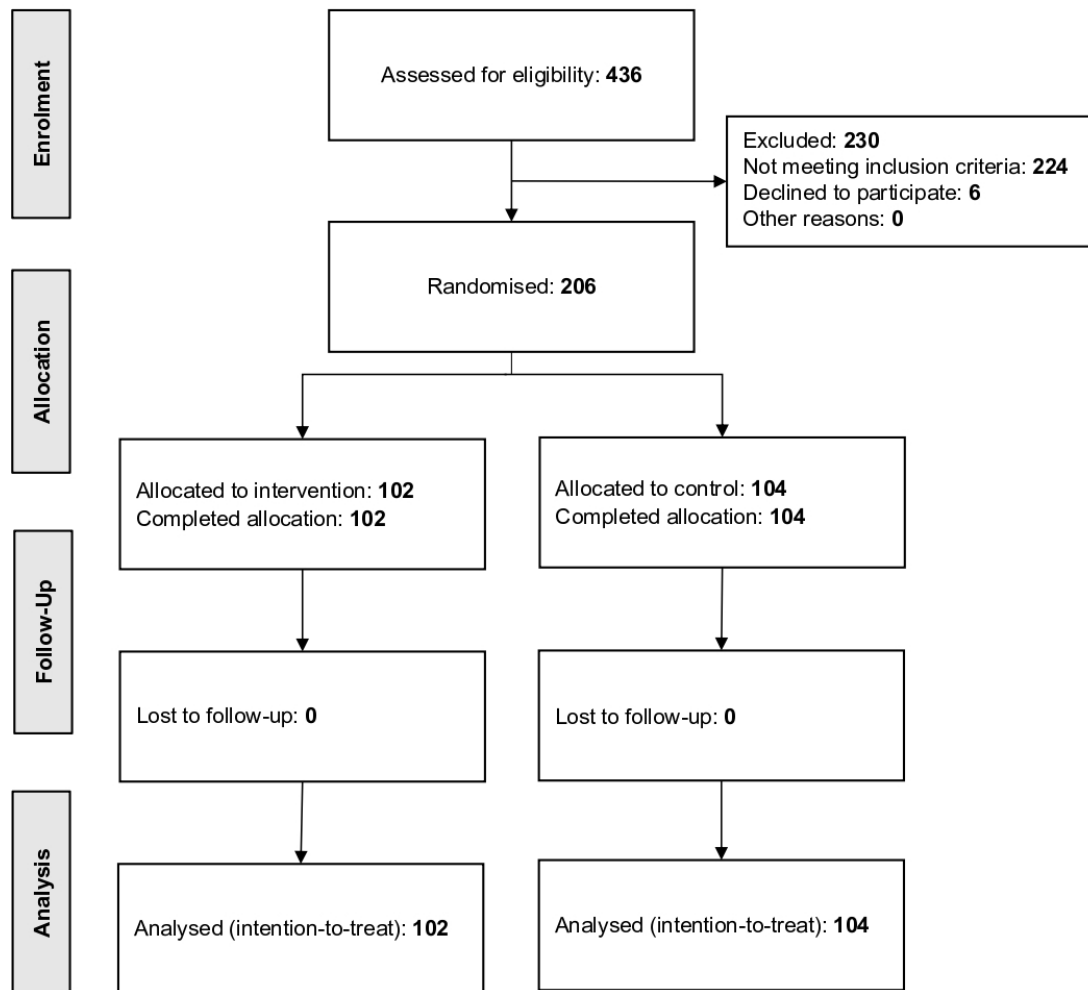 Enrolment
Assessed for eligibility: 436
Excluded: 230
Not meeting inclusion criteria: 224
Declined to participate: 6
Other reasons: 0
Randomised: 206
Allocation
Allocated to intervention: 102
Completed allocation: 102
Allocated to control: 104
Completed allocation: 104
Follow-Up
Lost to follow-up: 0
Lost to follow-up: 0
Analysis
Analysed (intention-to-treat): 102
Analysed (intention-to-treat): 104